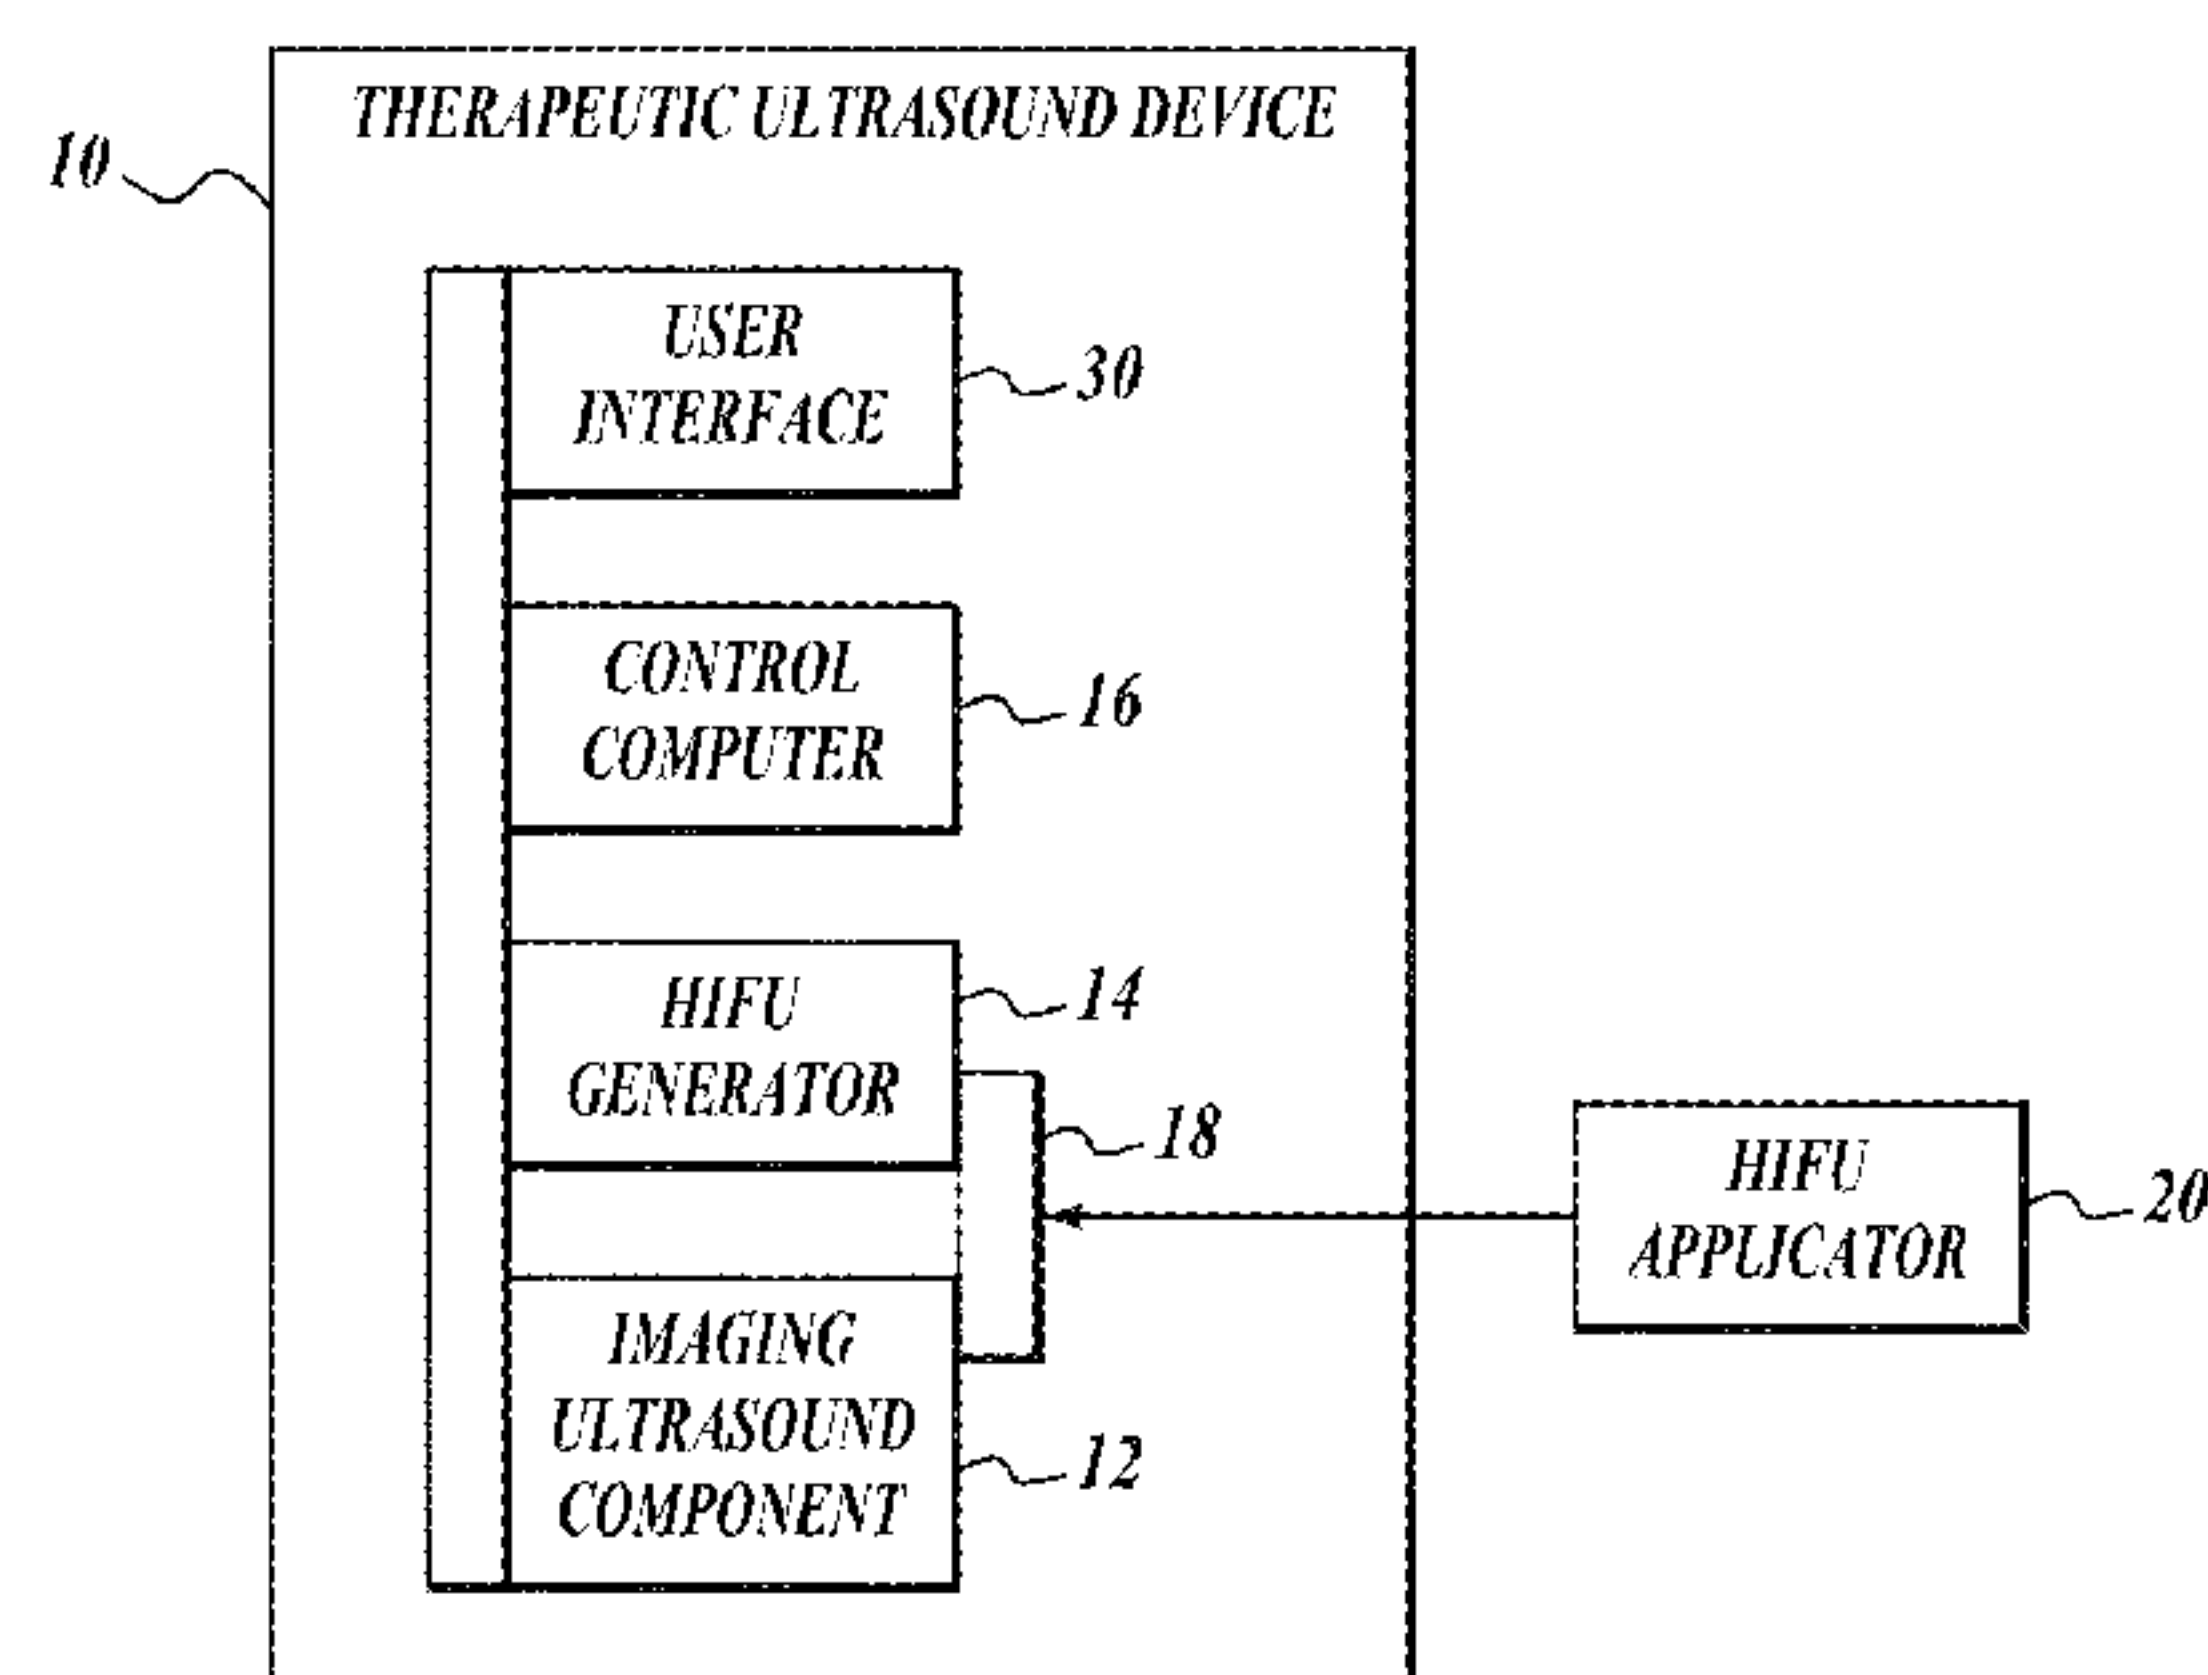 THERAPEUTIC ULTRASOUND DEVICE
10
USER
INTERFACE
30
CONTROL
COMPUTER
16
HIFU
GENERATOR
14
18
HIFU
APPLICATOR
20
IMAGING
ULTRASOUND
COMPONENT
12